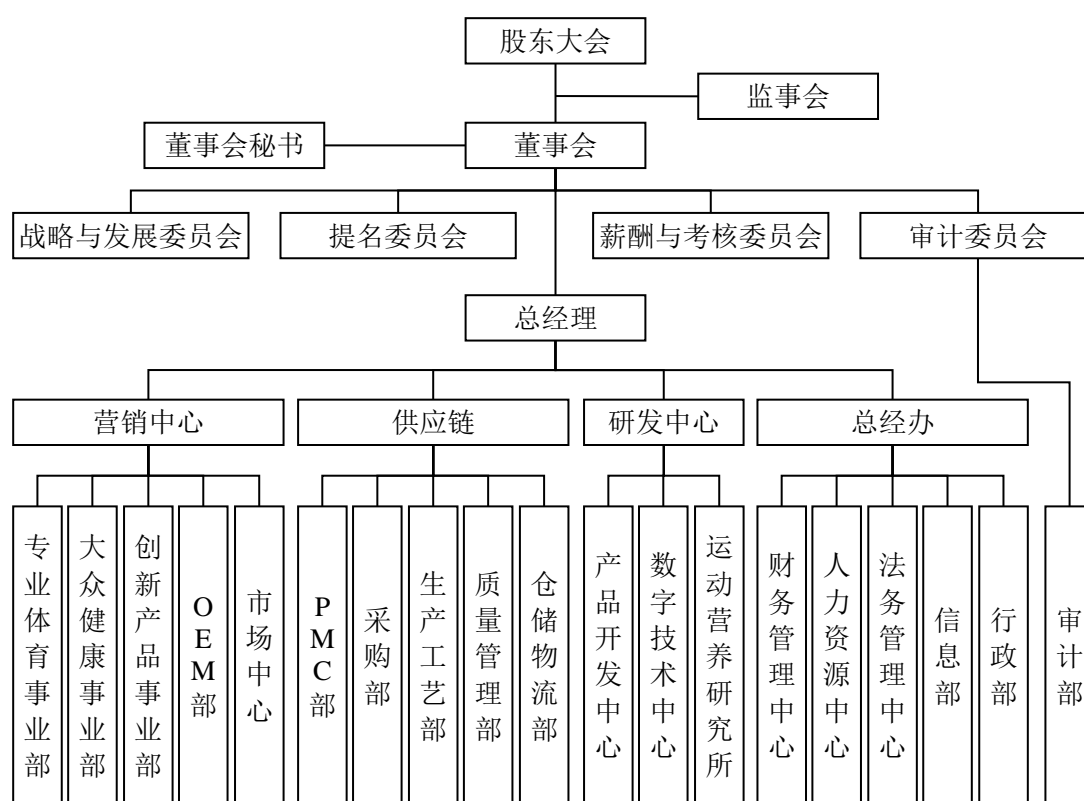 股东大会
监事会
董事会秘书
董事会
战略与发展委员会
提名委员会
薪酬与考核委员会
审计委员会
总经理
营销中心
供应链
研发中心
总经办
专业体育事业部
大众健康事业部
创新产品事业部
OEM部
市场中心
PMC部
采购部
生产工艺部
质量管理部
仓储物流部
产品开发中心
数字技术中心
运动营养研究所
财务管理中心
人力资源中心
法务管理中心
信息部
行政部
审计部